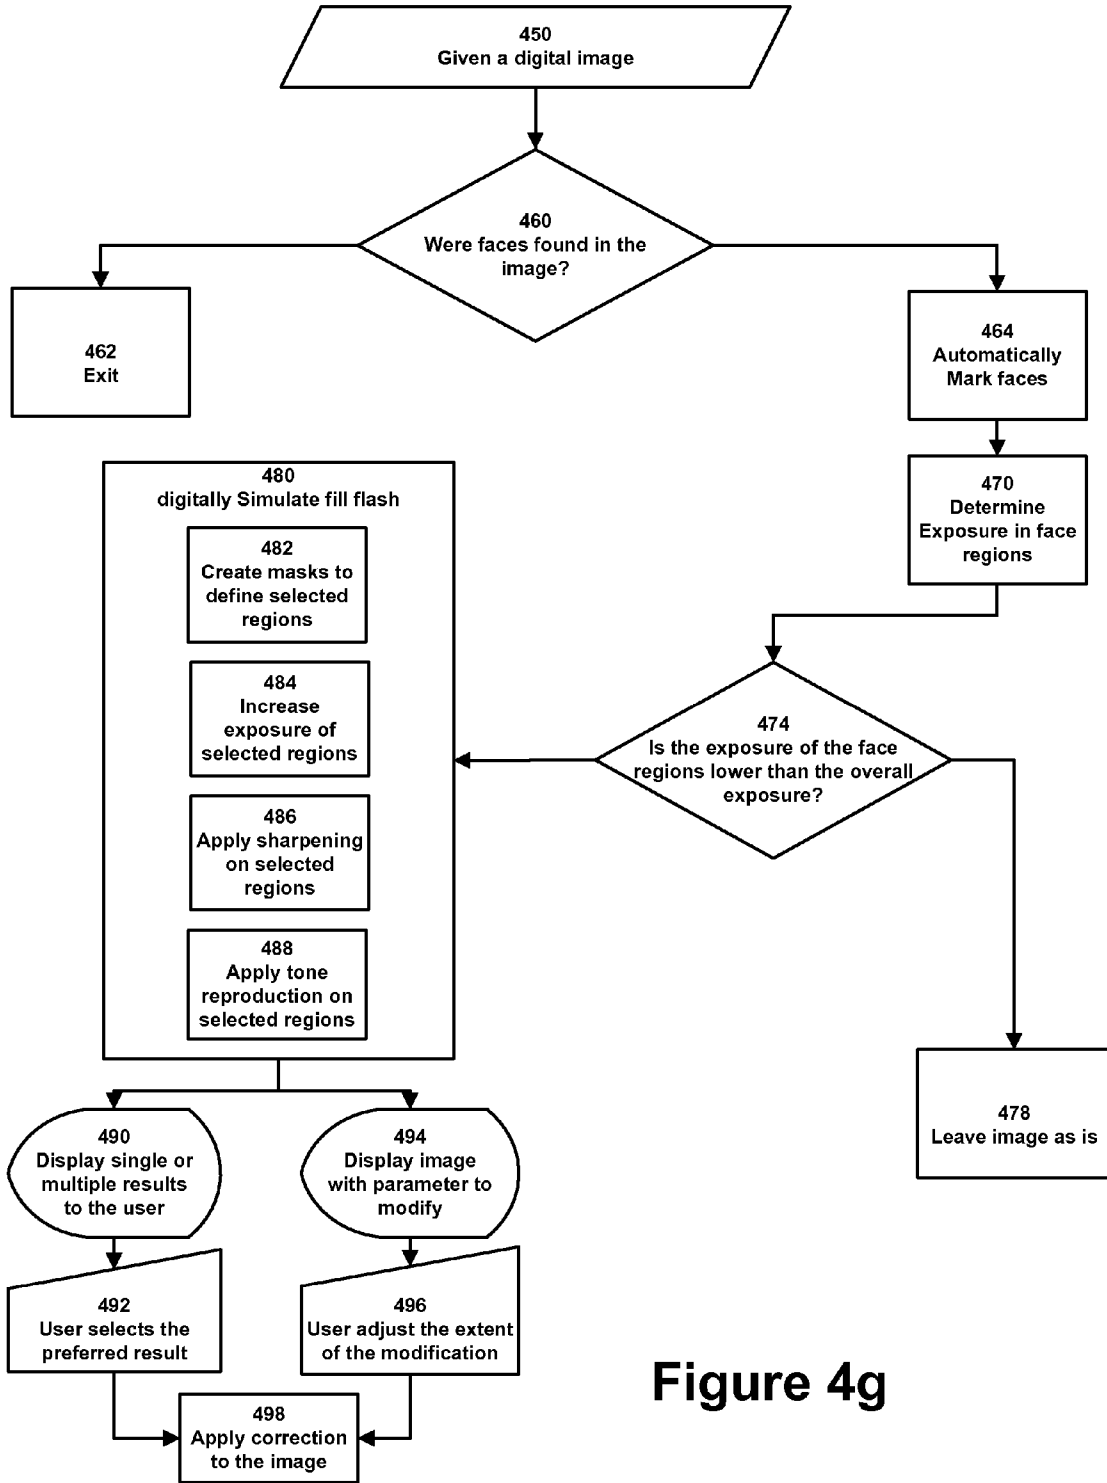 450
Given a digital image
460
Were faces found in the
image?
462
Exit
464
Automatically
Mark faces
470
Determine
Exposure in face
regions
474
Is the exposure of the face
regions lower than the overall
exposure?
478
Leave image as is
480
digitally Simulate fill flash
482
Create masks to
define selected
regions
484
Increase
exposure of
selected regions
486
Apply sharpening
on selected
regions
488
Apply tone
reproduction on
selected regions
490
Display single or
multiple results
to the user
494
Display image
with parameter to
modify
492
User selects the
preferred result
496
User adjust the extent
of the modification
498
Apply correction
to the image
Figure 4g